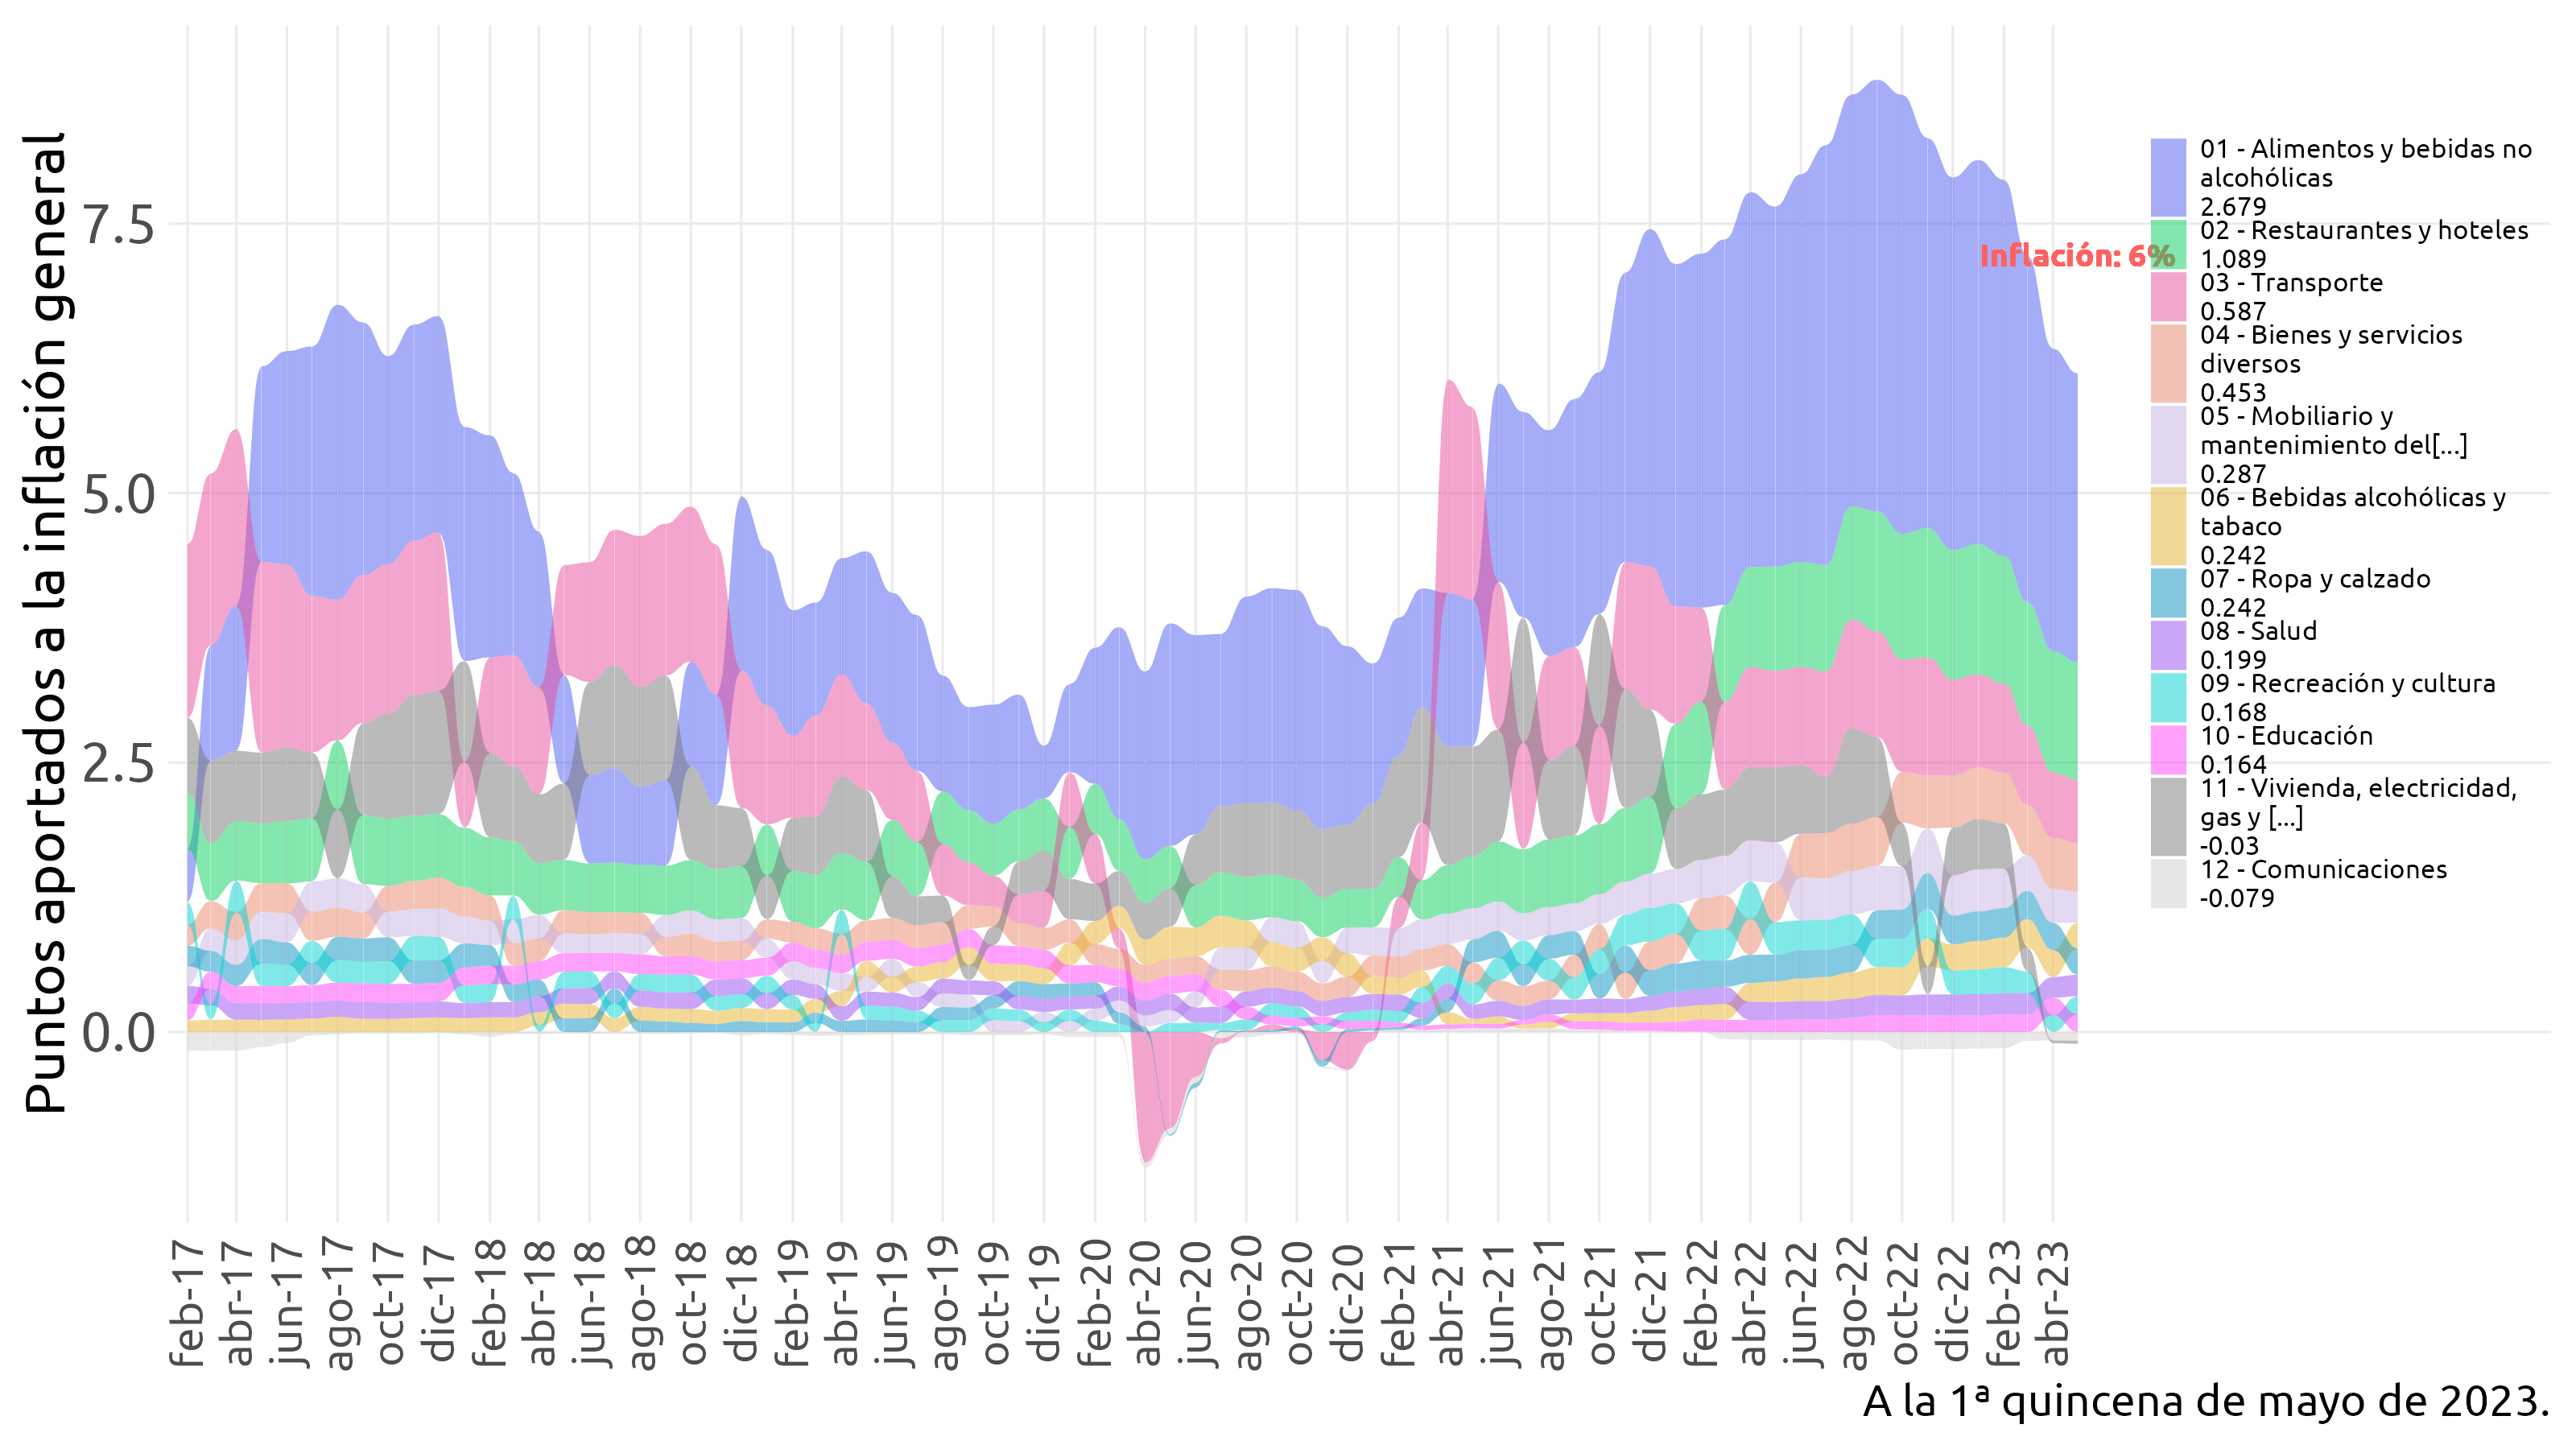 Puntos aportados a la inflación general
7.5
5.0
2.5
0.0
Inflación: 6%
01 - Alimentos y bebidas no
alcohólicas
2.679
02 - Restaurantes y hoteles
1.089
03 - Transporte
0.587
04 - Bienes y servicios
diversos
0.453
05 - Mobiliario y
mantenimiento del[...]
0.287
06 - Bebidas alcohólicas y
tabaco
0.242
07 - Ropa y calzado
0.242
08 - Salud
0.199
09 - Recreación y cultura
0.168
10 - Educación
0.164
11 - Vivienda, electricidad,
gas y [...]
-0.03
12 - Comunicaciones
-0.079
feb-17
abr-17
jun-17
ago-17
oct-17
dic-17
feb-18
abr-18
jun-18
ago-18
oct-18
dic-18
feb-19
abr-19
jun-19
ago-19
oct-19
dic-19
feb-20
abr-20
jun-20
ago-20
oct-20
dic-20
feb-21
abr-21
jun-21
ago-21
oct-21
dic-21
feb-22
abr-22
jun-22
ago-22
oct-22
dic-22
feb-23
abr-23
A la 1ª quincena de mayo de 2023.